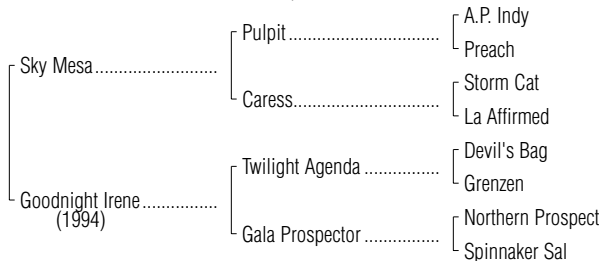 A.P. Indy
Pulpit
Preach
Sky Mesa
Storm Cat
Caress
La Affirmed
Devil's Bag
Twilight Agenda
Grenzen
Goodnight Irene
(1994)
Northern Prospect
Gala Prospector
Spinnaker Sal